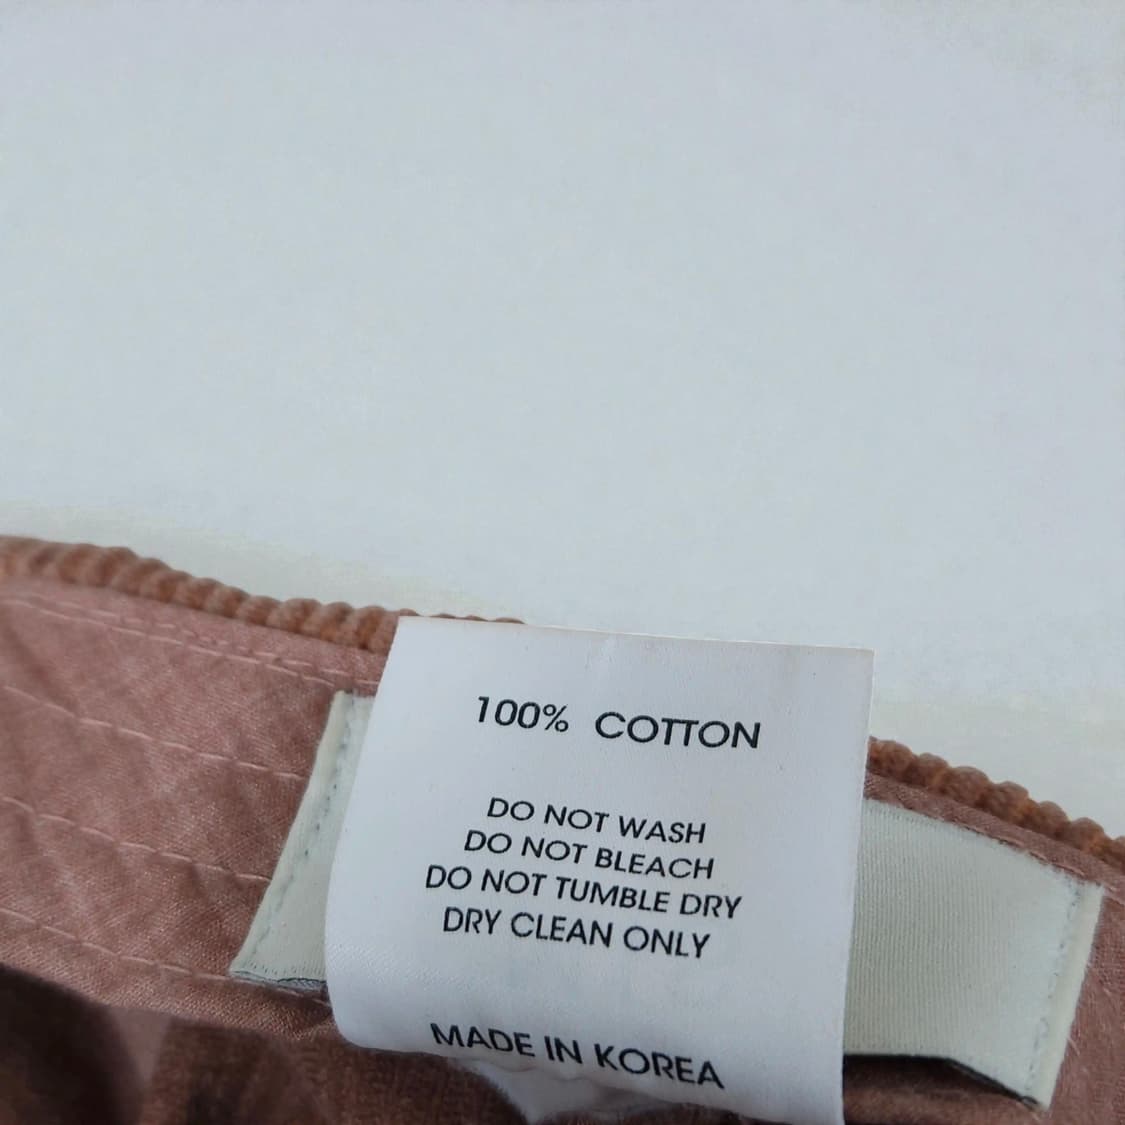 100% COTTON
DO NOT WASH
DO NOT BLEACH
DO NOT TUMBLE DRY
DRY CLEAN ONLY
MADE IN KOREA